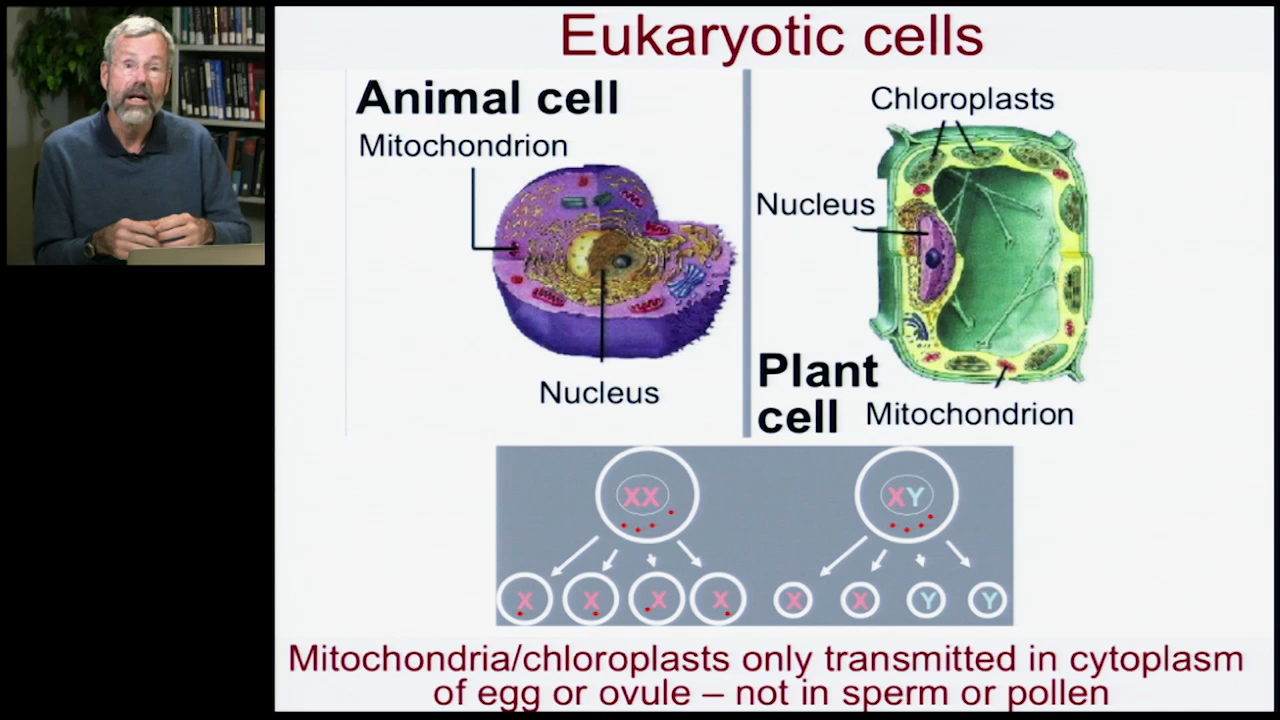 Eukaryotic cells
Animal cell
Mitochondrion
Nucleus
Chloroplasts
Nucleus
Plant
cell
Mitochondrion
XX
XY
X
X
X
X
X
X
Y
Y
Mitochondria/chloroplasts only transmitted in cytoplasm
of egg or ovule – not in sperm or pollen